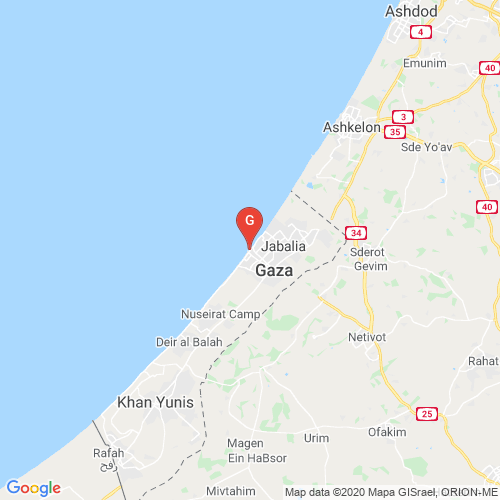 Ashdod
4
Emunim
40
3
Ashkelon
35
Sde Yo'av
40
G
34
Jabalia
Sderot
Gevim
Gaza
Nuseirat Camp
Netivot
Deir al Balah
Rahat
Khan Yunis
25
Ofakim
Urim
Magen
Ein HaBsor
Rafah
رفح
Mivtahim
Google
Map data ©2020 Mapa GISrael, ORION-ME